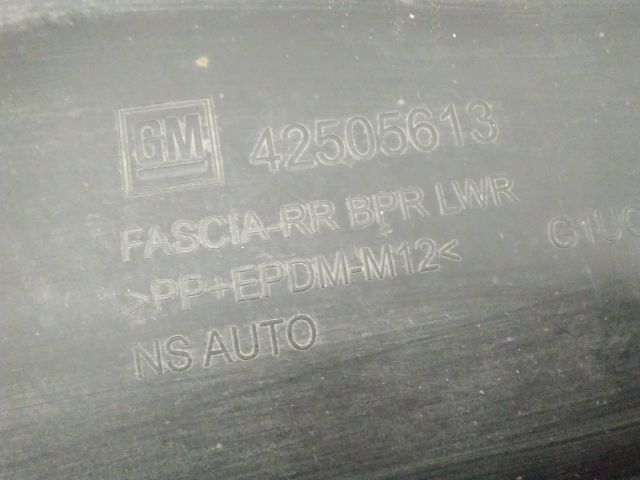 GM 42505613
FASCIA-RR BPR LWR
>PP+EPDM-M12<
NS AUTO